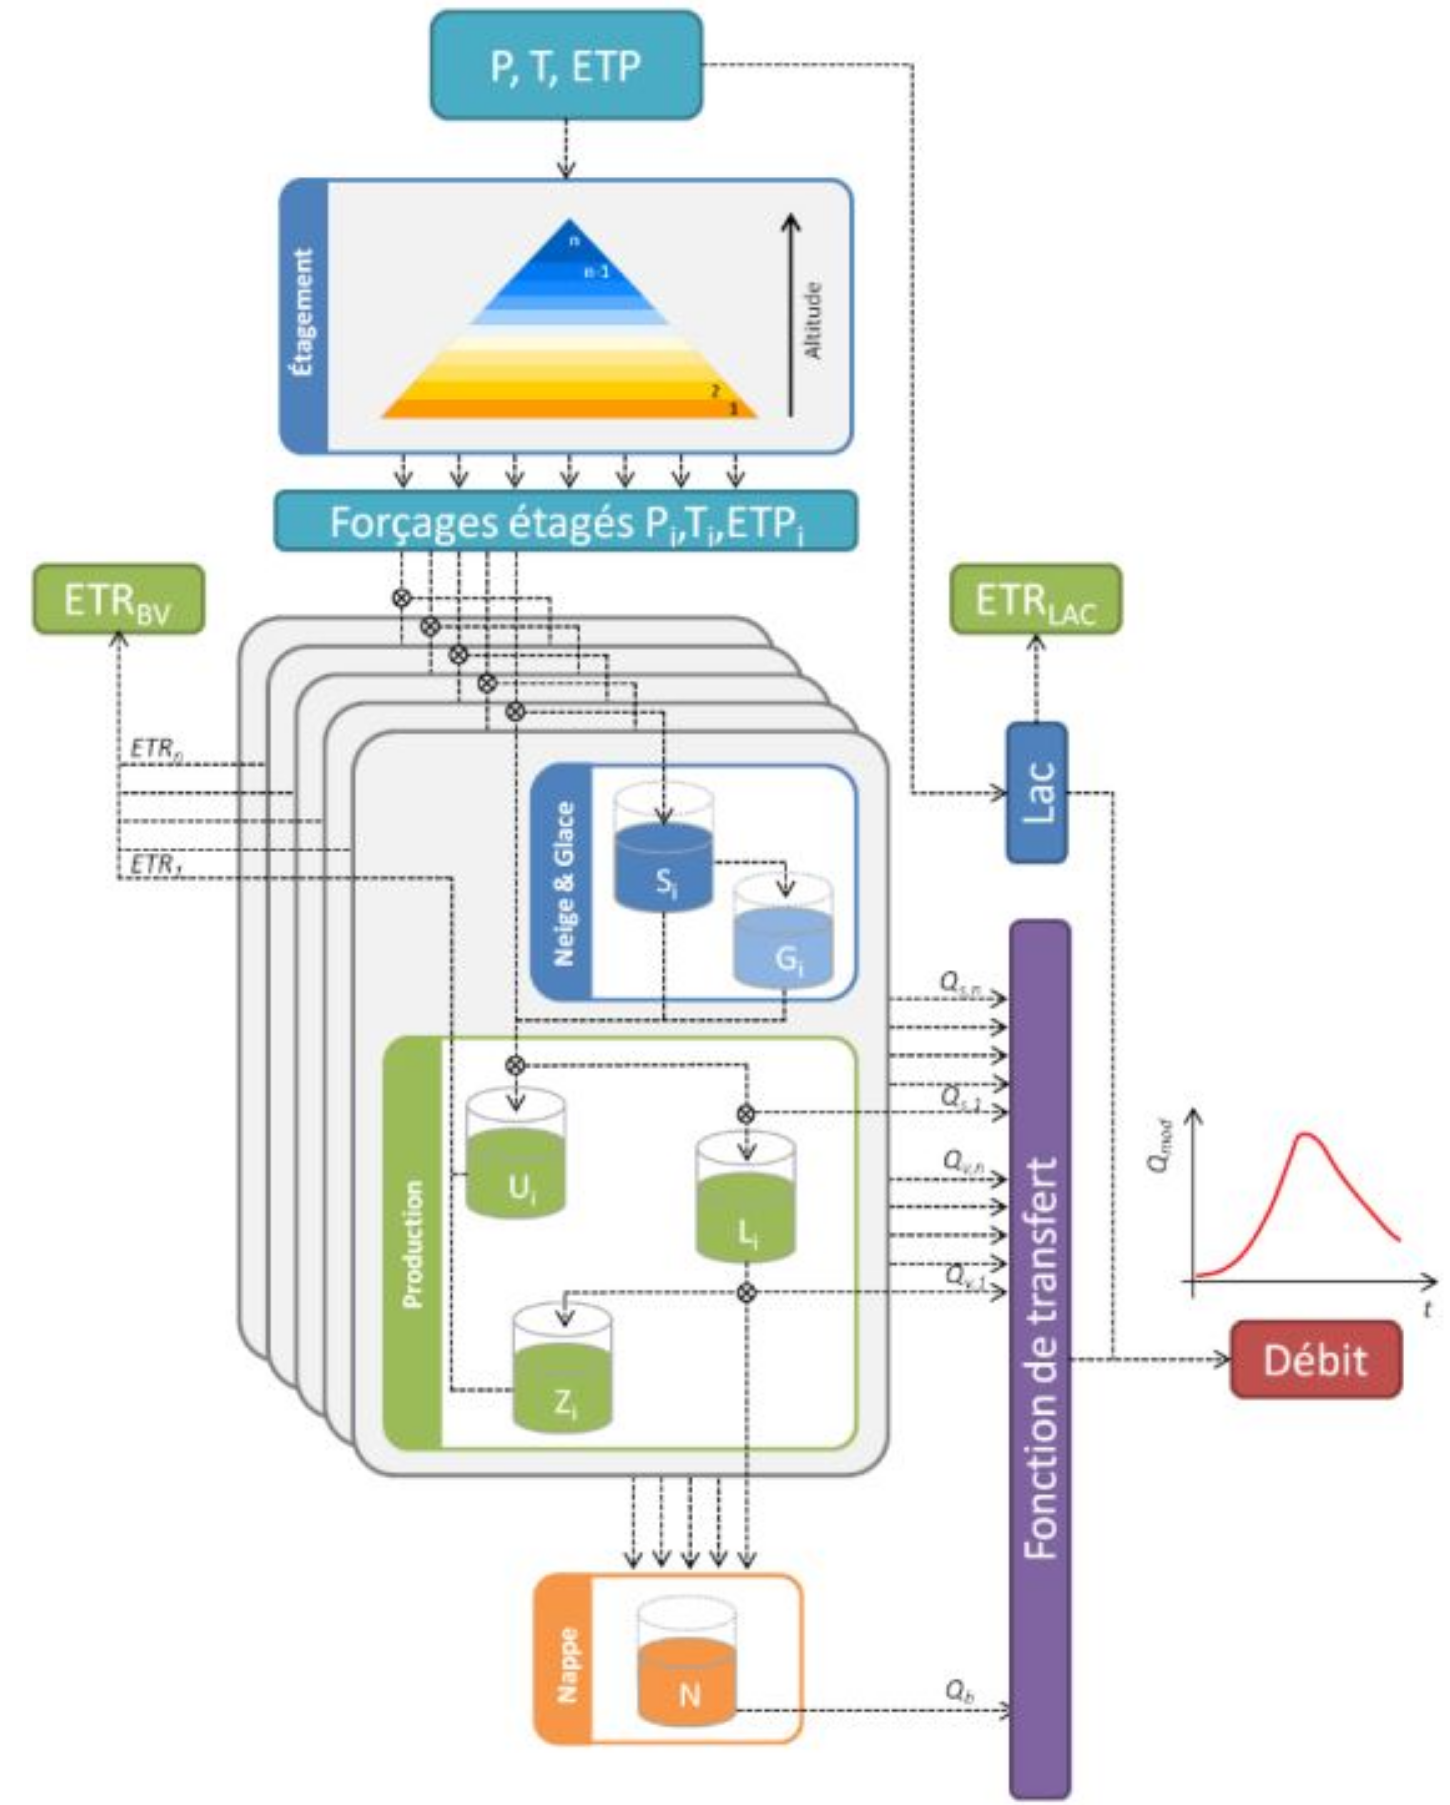 P, T, ETP
Étagement
n
n-1
2
1
Altitude
Forçages étagés Pi,Ti,ETPi
ETRBV
ETRLAC
ETRn
ETR1
Neige & Glace
Si
Gi
Lac
Qs,n
Qs,1
Qv,n
Qv,1
Production
Ui
Li
Zi
Fonction de transfert
Qmod
t
Débit
Nappe
N
Qb